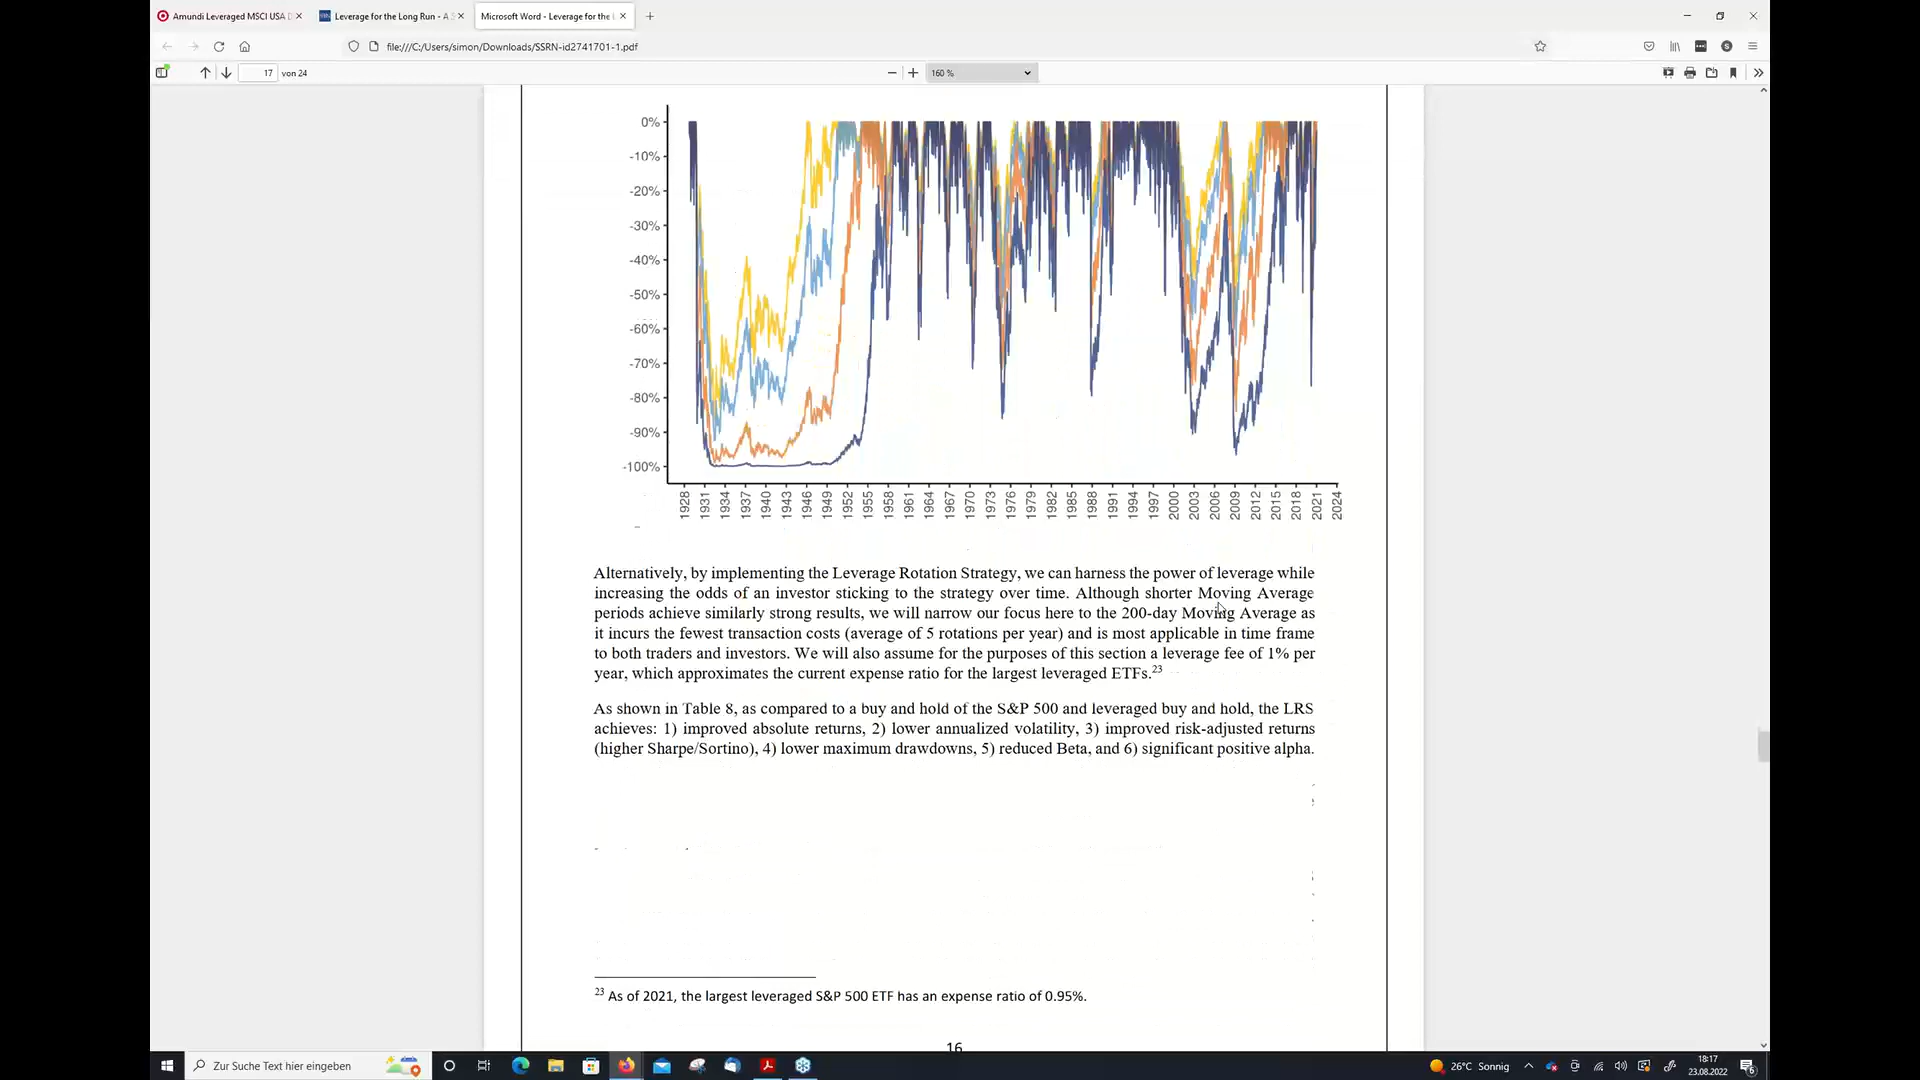 Amundi Leveraged MSCI USA D
Leverage for the Long Run - A S
Microsoft Word - Leverage for the L
file:///C:/Users/simon/Downloads/SSRN-id2741701-1.pdf
17 von 24
160 %
0%
-10%
-20%
-30%
-40%
-50%
-60%
-70%
-80%
-90%
-100%
1928 1931 1934 1937 1940 1943 1946 1949 1952 1955 1958 1961 1964 1967 1970 1973 1976 1979 1982 1985 1988 1991 1994 1997 2000 2003 2006 2009 2012 2015 2018 2021 2024
Alternatively, by implementing the Leverage Rotation Strategy, we can harness the power of leverage while
increasing the odds of an investor sticking to the strategy over time. Although shorter Moving Average
periods achieve similarly strong results, we will narrow our focus here to the 200-day Moving Average as
it incurs the fewest transaction costs (average of 5 rotations per year) and is most applicable in time frame
to both traders and investors. We will also assume for the purposes of this section a leverage fee of 1% per
year, which approximates the current expense ratio for the largest leveraged ETFs.23
As shown in Table 8, as compared to a buy and hold of the S&P 500 and leveraged buy and hold, the LRS
achieves: 1) improved absolute returns, 2) lower annualized volatility, 3) improved risk-adjusted returns
(higher Sharpe/Sortino), 4) lower maximum drawdowns, 5) reduced Beta, and 6) significant positive alpha.
23 As of 2021, the largest leveraged S&P 500 ETF has an expense ratio of 0.95%.
16
Zur Suche Text hier eingeben
26°C Sonnig
18:17
23.08.2022